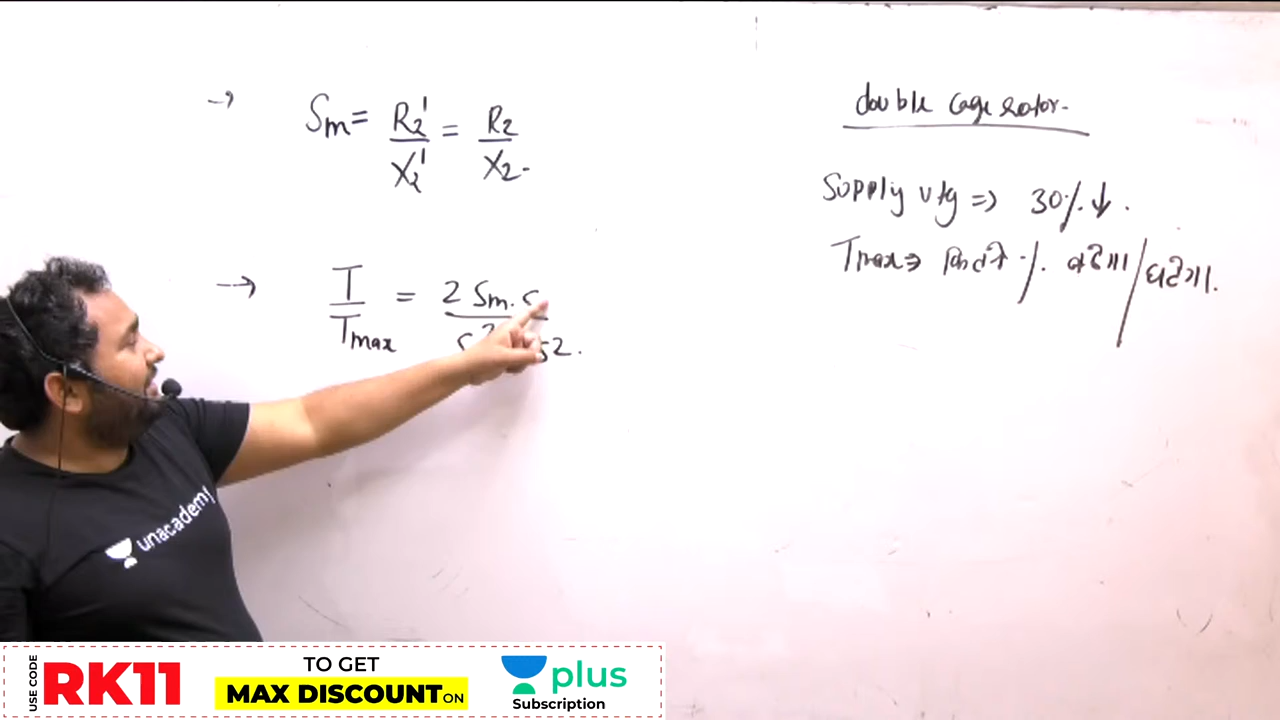 → Sm = R2' / X2' = R2 / X2.
→ T / Tmax = 2 Sm. S
S2.
double cage rotor.
Supply vtg ⇒ 30% ↓.
Tmax ⇒ कितने % बढेगा / घटेगा.
unacademy
USE CODE
RK11
TO GET
MAX DISCOUNT ON
plus
Subscription